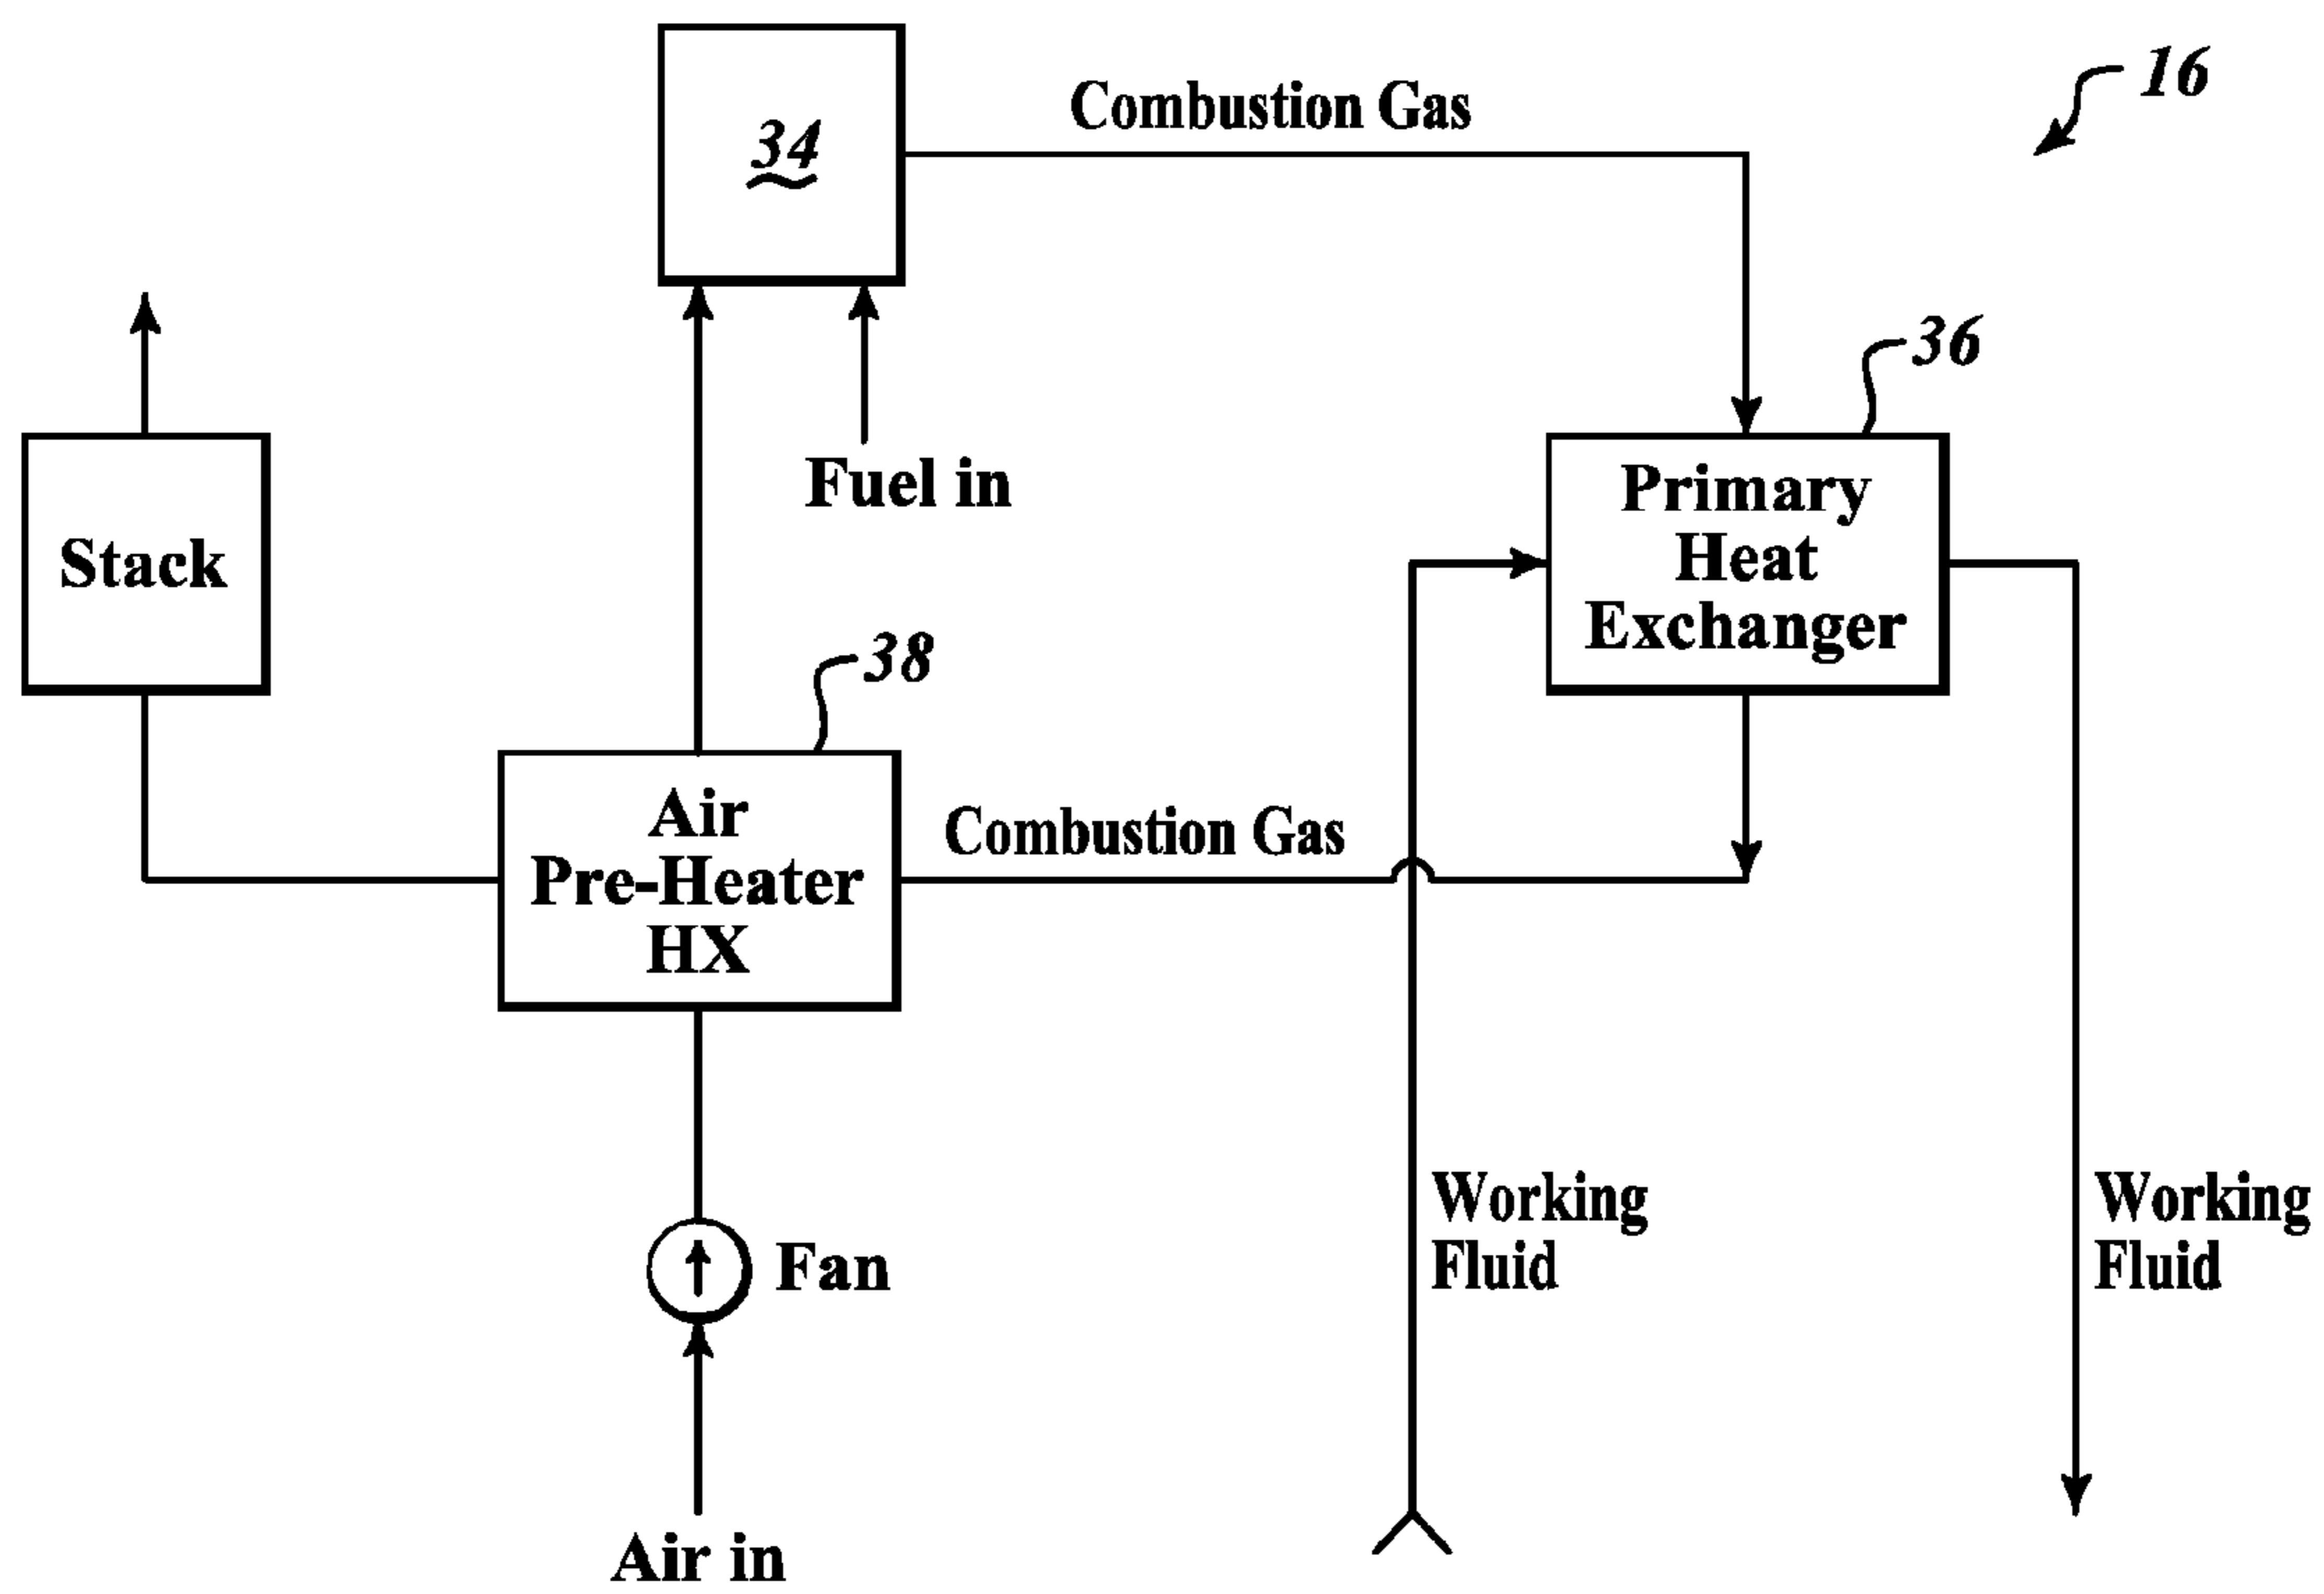 16
Combustion Gas
34
36
Fuel in
Primary
Heat
Exchanger
Stack
38
Air
Pre-Heater
HX
Combustion Gas
Working
Fluid
Working
Fluid
Fan
Air in